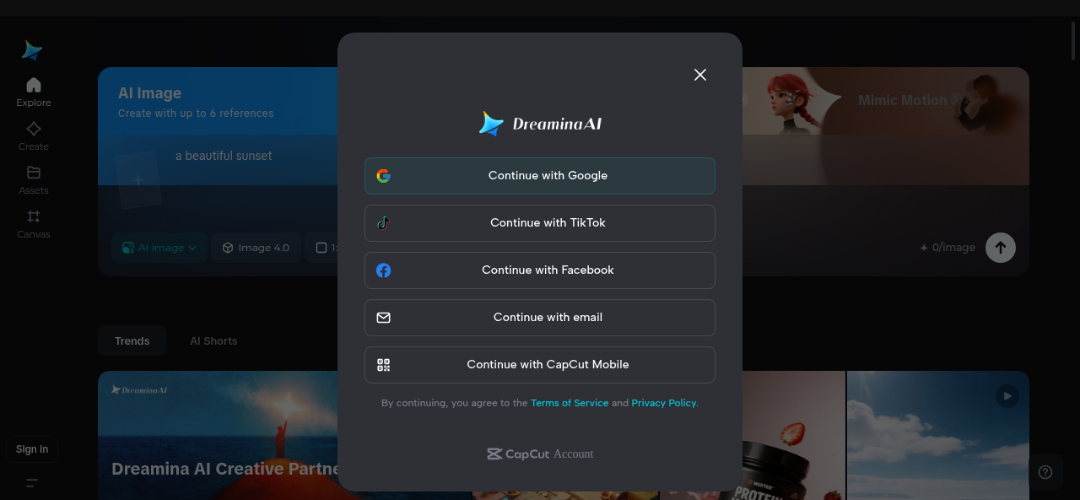 DreaminaAI
Continue with Google
Continue with TikTok
Continue with Facebook
Continue with email
Continue with CapCut Mobile
By continuing, you agree to the Terms of Service and Privacy Policy.
CapCut Account
Explore
Create
Assets
Canvas
Sign In
AI Image
Create with up to 6 references
a beautiful sunset
AI Image
Image 4.0
1:
0/image
Mimic Motion
Trends
AI Shorts
DreaminaAI
Dreamina AI Creative Partne
PROTEIN